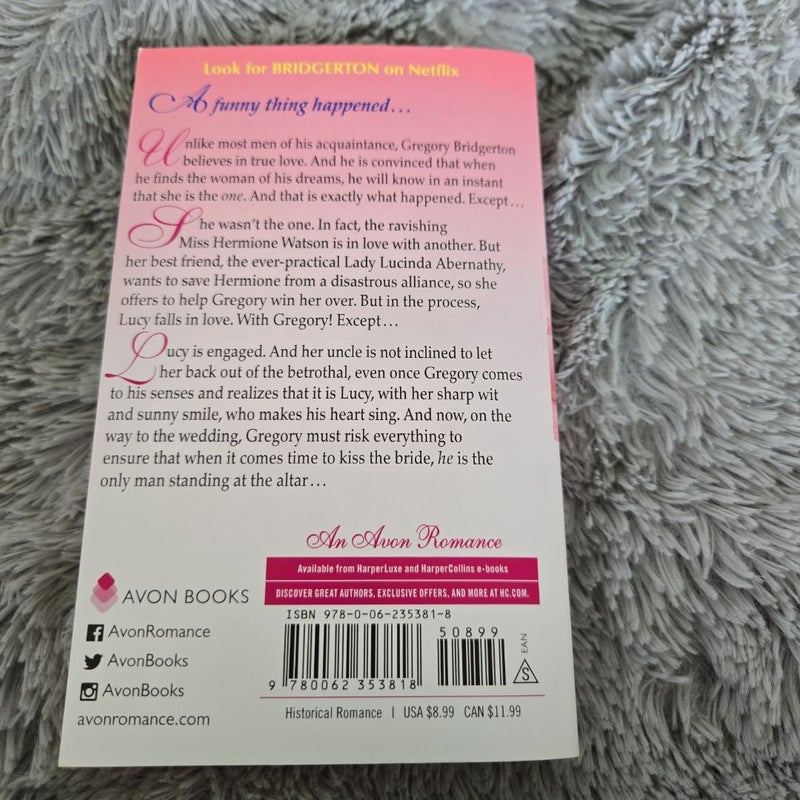 Look for BRIDGERTON on Netflix
A funny thing happened...
Unlike most men of his acquaintance, Gregory Bridgerton
believes in true love. And he is convinced that when
he finds the woman of his dreams, he will know in an instant
that she is the one. And that is exactly what happened. Except...
She wasn't the one. In fact, the ravishing
Miss Hermione Watson is in love with another. But
her best friend, the ever-practical Lady Lucinda Abernathy,
wants to save Hermione from a disastrous alliance, so she
offers to help Gregory win her over. But in the process,
Lucy falls in love. With Gregory! Except...
Lucy is engaged. And her uncle is not inclined to let
her back out of the betrothal, even once Gregory comes
to his senses and realizes that it is Lucy, with her sharp wit
and sunny smile, who makes his heart sing. And now, on the
way to the wedding, Gregory must risk everything to
ensure that when it comes time to kiss the bride, he is the
only man standing at the altar...
An Avon Romance
Available from HarperLuxe and HarperCollins e-books
DISCOVER GREAT AUTHORS, EXCLUSIVE OFFERS, AND MORE AT HC.COM.
AVON BOOKS
AvonRomance
AvonBooks
AvonBooks
avonromance.com
ISBN 978-0-06-235381-8
50899
EAN
S
9 780062 353818
Historical Romance | USA $8.99 CAN $11.99